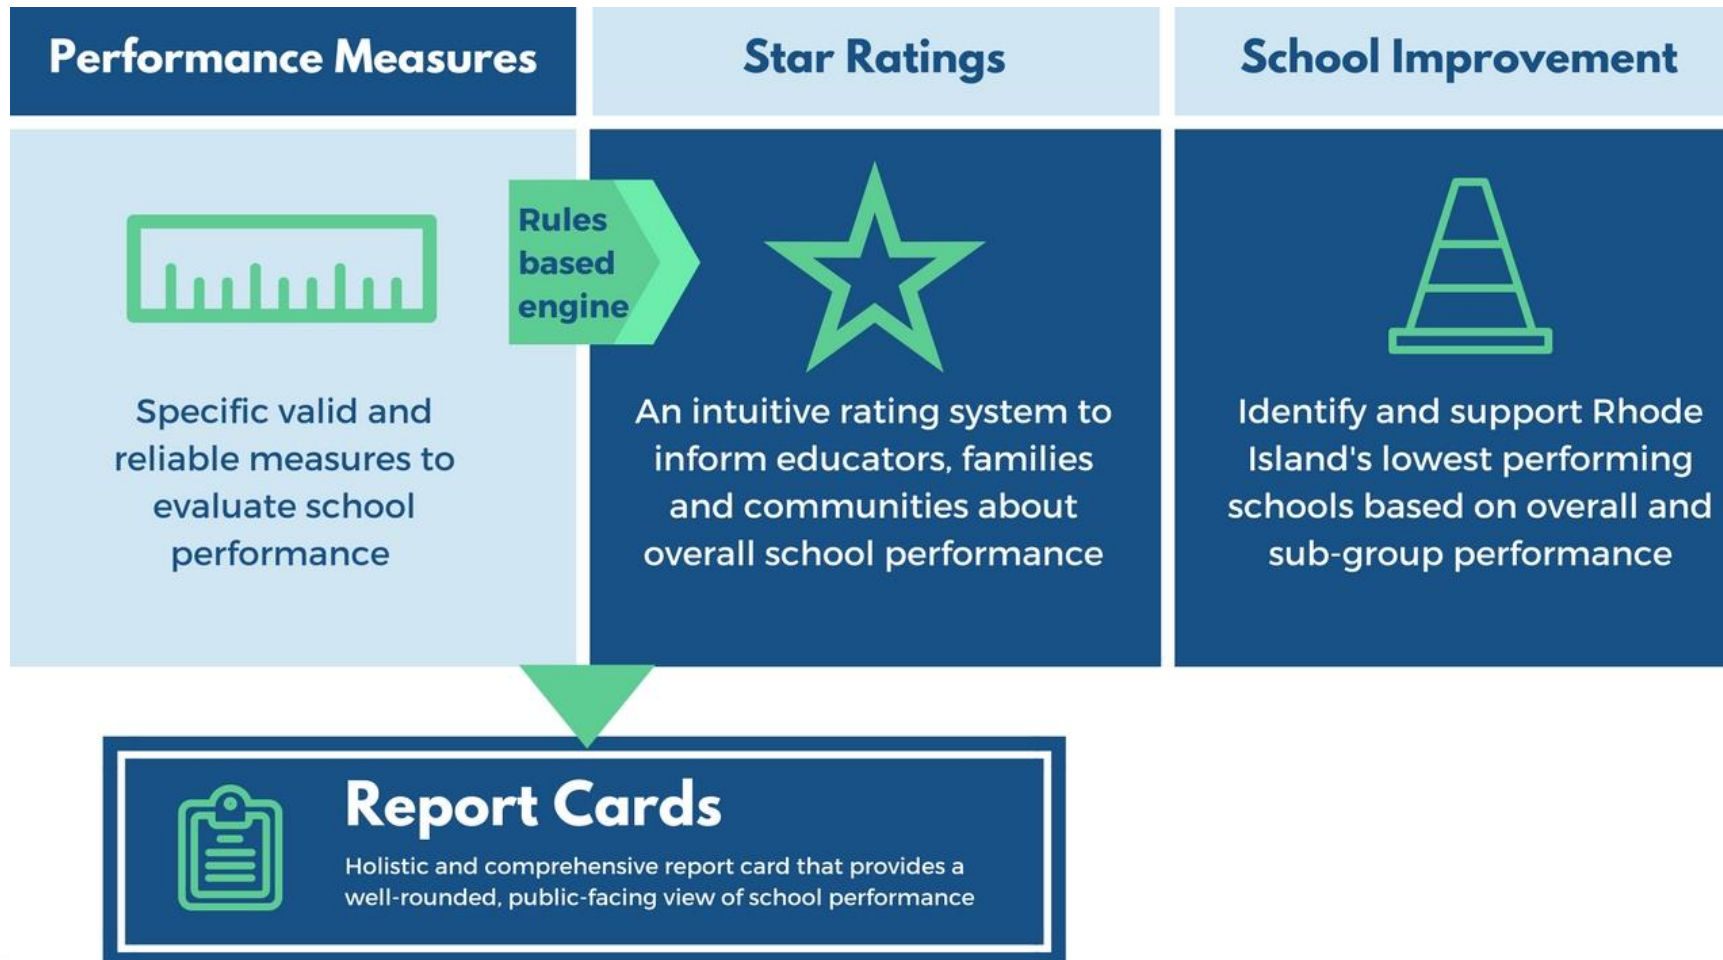 Performance Measures
Specific valid and
reliable measures to
evaluate school
performance
Rules
based
engine
Star Ratings
An intuitive rating system to
inform educators, families
and communities about
overall school performance
School Improvement
Identify and support Rhode
Island's lowest performing
schools based on overall and
sub-group performance
Report Cards
Holistic and comprehensive report card that provides a
well-rounded, public-facing view of school performance